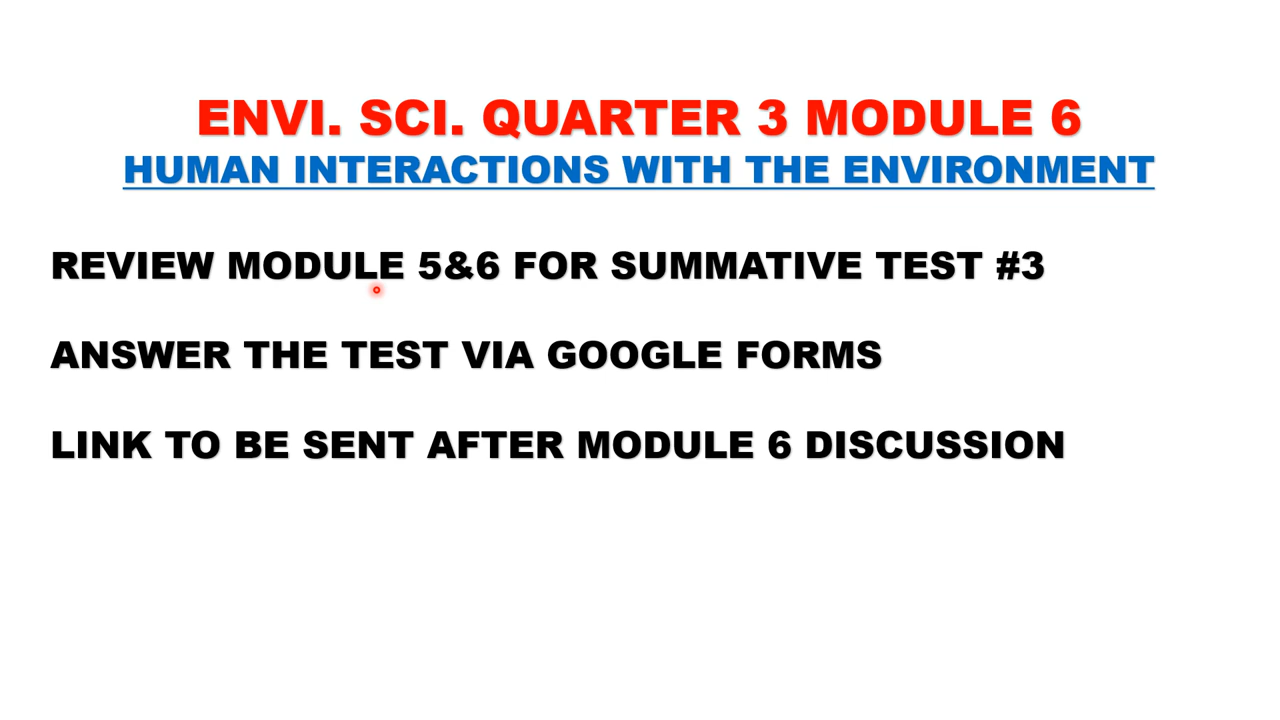 ENVI. SCI. QUARTER 3 MODULE 6
HUMAN INTERACTIONS WITH THE ENVIRONMENT
REVIEW MODULE 5&6 FOR SUMMATIVE TEST #3
ANSWER THE TEST VIA GOOGLE FORMS
LINK TO BE SENT AFTER MODULE 6 DISCUSSION